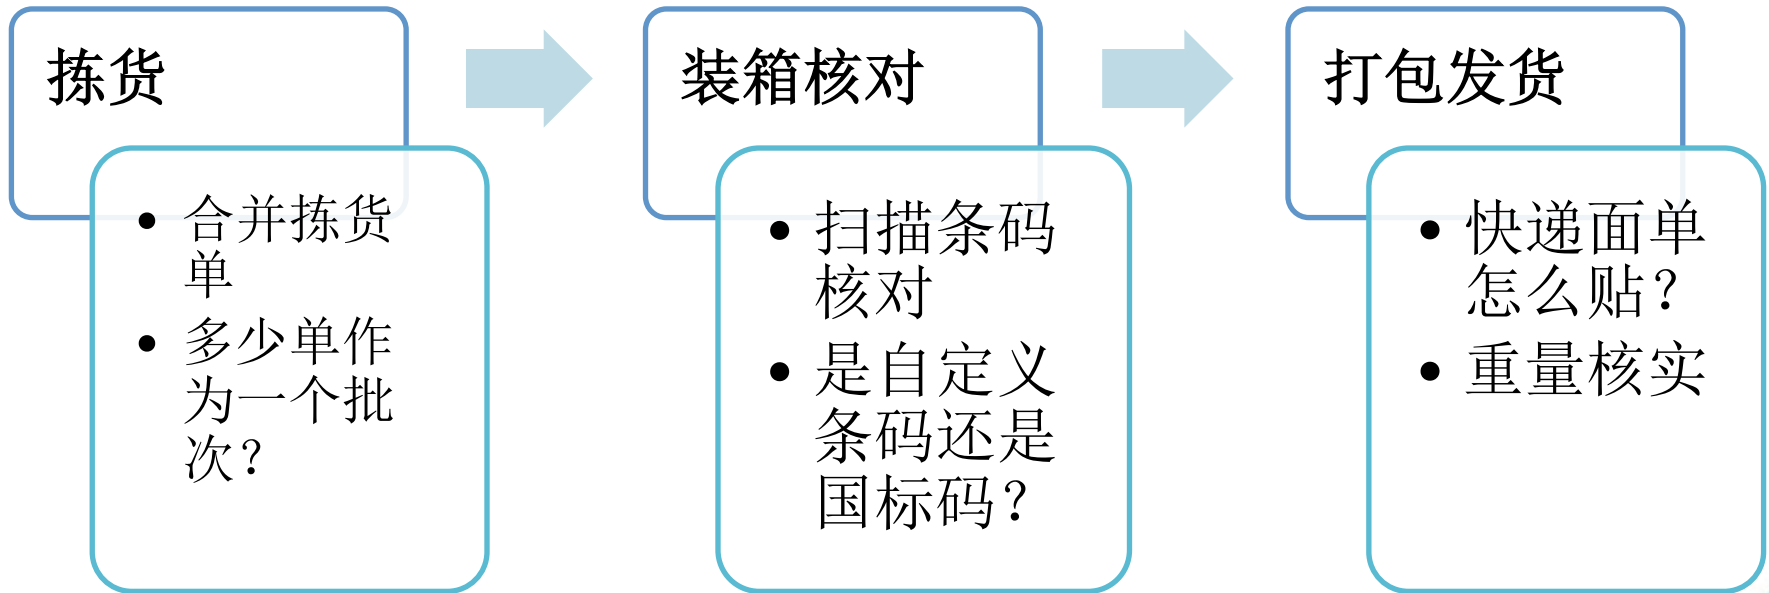 拣货
• 合并拣货
单
• 多少单作
为一个批
次？
装箱核对
• 扫描条码
核对
• 是自定义
条码还是
国标码？
打包发货
• 快递面单
怎么贴？
• 重量核实